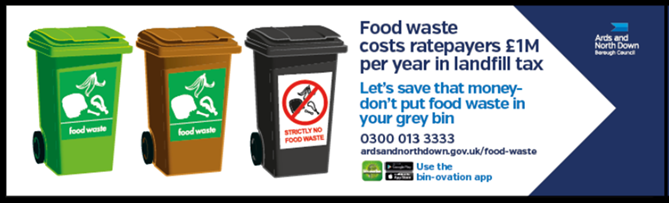 food waste
food waste
STRICTLY NO
FOOD WASTE
Food waste
costs ratepayers £1M
per year in landfill tax
Let's save that money-
don't put food waste in
your grey bin
0300 013 3333
ardsandnorthdown.gov.uk/food-waste
Use the
bin-ovation app
Ards and
North Down
Borough Council